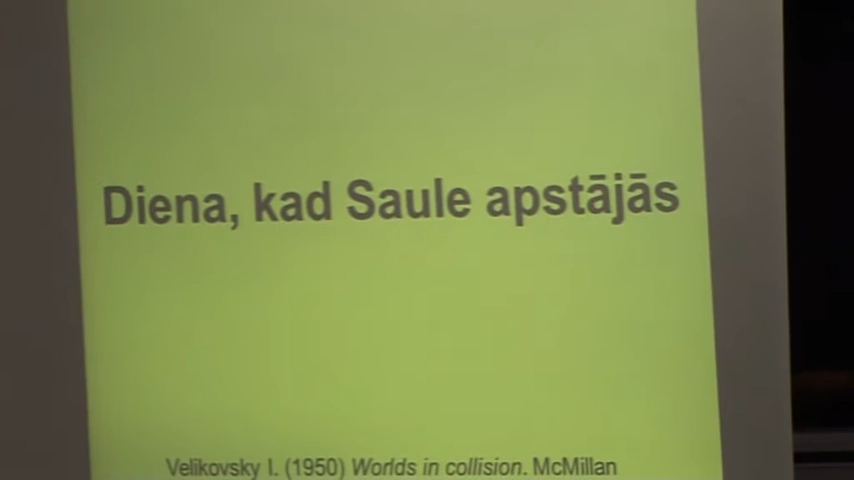 Diena, kad Saule apstājās
Velikovsky I. (1950) Worlds in collision. McMillan